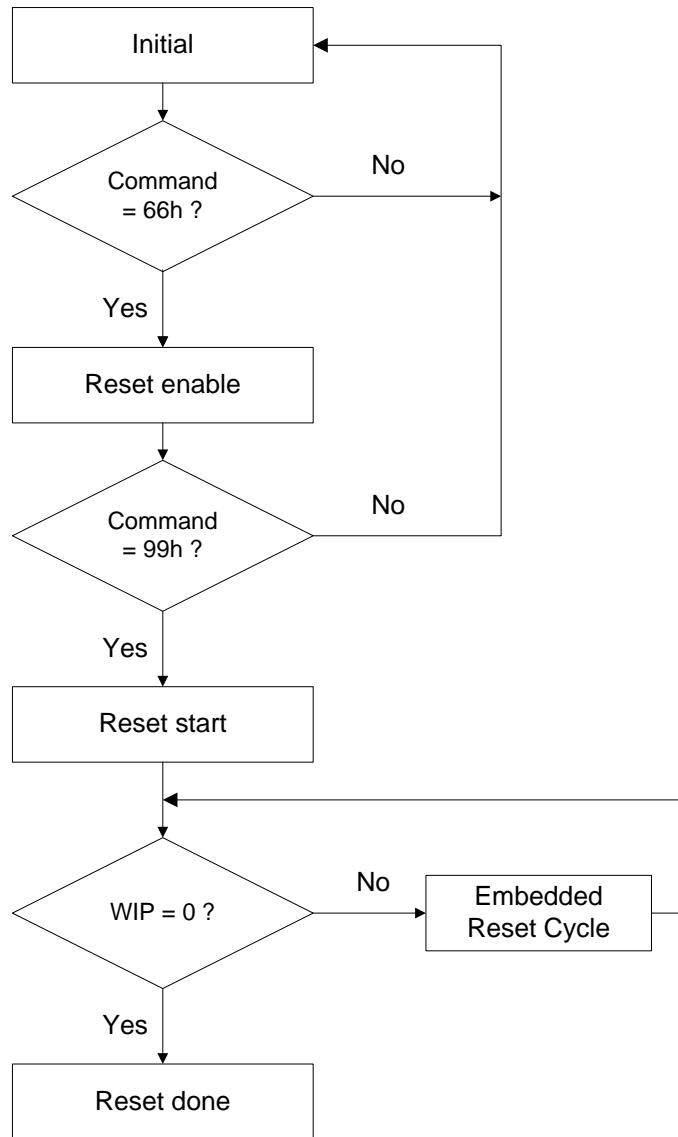 Initial
Command
= 66h ?
No
Yes
Reset enable
Command
= 99h ?
No
Yes
Reset start
WIP = 0 ?
No
Embedded
Reset Cycle
Yes
Reset done